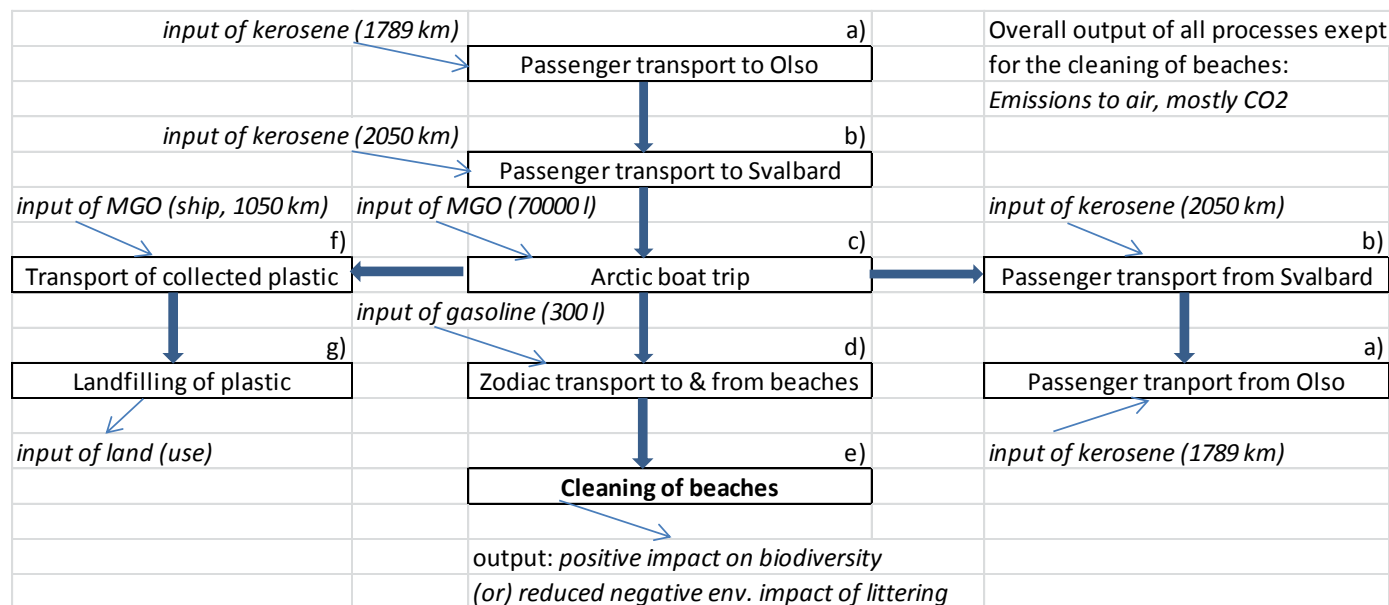 input of kerosene (1789 km)
a)
Overall output of all processes exept
Passenger transport to Olso
for the cleaning of beaches:
Emissions to air, mostly CO2
input of kerosene (2050 km)
b)
Passenger transport to Svalbard
input of MGO (ship, 1050 km)
input of MGO (70000 l)
input of kerosene (2050 km)
f)
c)
b)
Transport of collected plastic
Arctic boat trip
Passenger transport from Svalbard
input of gasoline (300 l)
g)
d)
a)
Landfilling of plastic
Zodiac transport to & from beaches
Passenger tranport from Olso
input of land (use)
e)
input of kerosene (1789 km)
Cleaning of beaches
output: positive impact on biodiversity
(or) reduced negative env. impact of littering